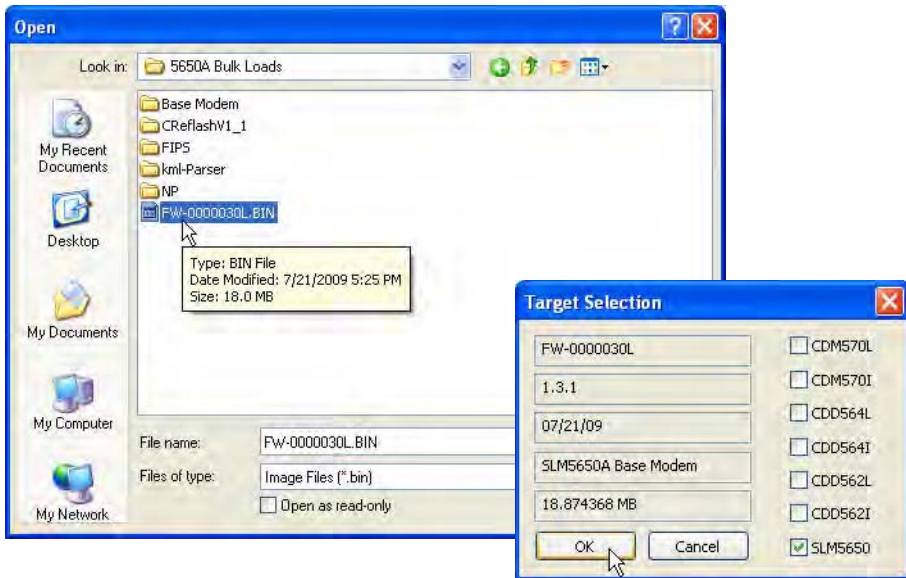 Open
Look in: 5650A Bulk Loads
My Recent Documents
Desktop
My Documents
My Computer
My Network
Base Modem
CReflashV1_1
FIPS
kml-Parser
NP
FW-0000030L.BIN
Type: BIN File
Date Modified: 7/21/2009 5:25 PM
Size: 18.0 MB
File name: FW-0000030L.BIN
Files of type: Image Files (*.bin)
Open as read-only
Target Selection
FW-0000030L
1.3.1
07/21/09
SLM5650A Base Modem
18.874368 MB
OK Cancel
CDM570L
CDM570I
CDD564L
CDD564I
CDD562L
CDD562I
SLM5650